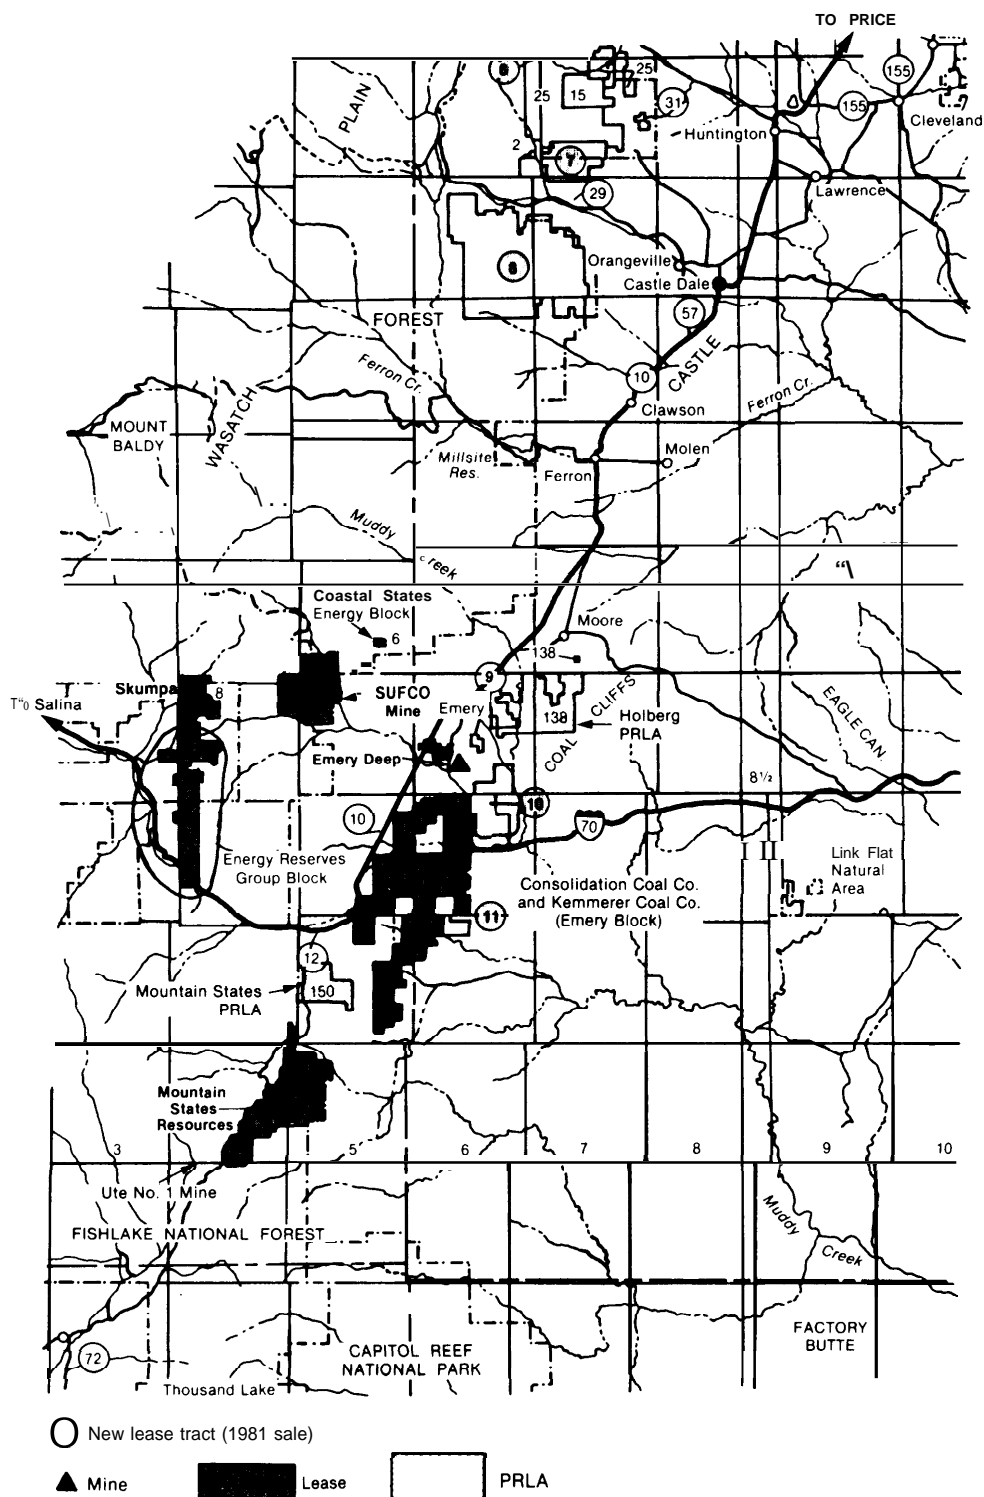 TO PRICE
6
25
155
25
15
31
155
Cleveland
Huntington
2
7
PLAIN
Lawrence
29
Orangeville
6
Castle Dale
57
FOREST
CASTLE
10
Ferron Cr.
Ferron Cr.
Clawson
MOUNT
BALDY
WASATCH
Millsite
Res.
Ferron
Molen
Muddy
Creek
"\
Coastal States
Energy Block
6
Moore
138
9
Skumpa
8
SUFCO
Mine
Emery
138
Holberg
PRLA
CLIFFS
COAL
EAGLE CAN.
T"0 Salina
Emery Deep
8½
10
10
70
I II
Link Flat
Natural
Area
Energy Reserves
Group Block
Consolidation Coal Co.
and Kemmerer Coal Co.
(Emery Block)
11
12
Mountain States
PRLA
150
Mountain
States
Resources
3
5
6
7
8
9
10
Ute No. 1 Mine
FISHLAKE NATIONAL FOREST
Muddy
Creek
FACTORY
BUTTE
CAPITOL REEF
NATIONAL PARK
72
Thousand Lake
New lease tract (1981 sale)
Mine
Lease
PRLA